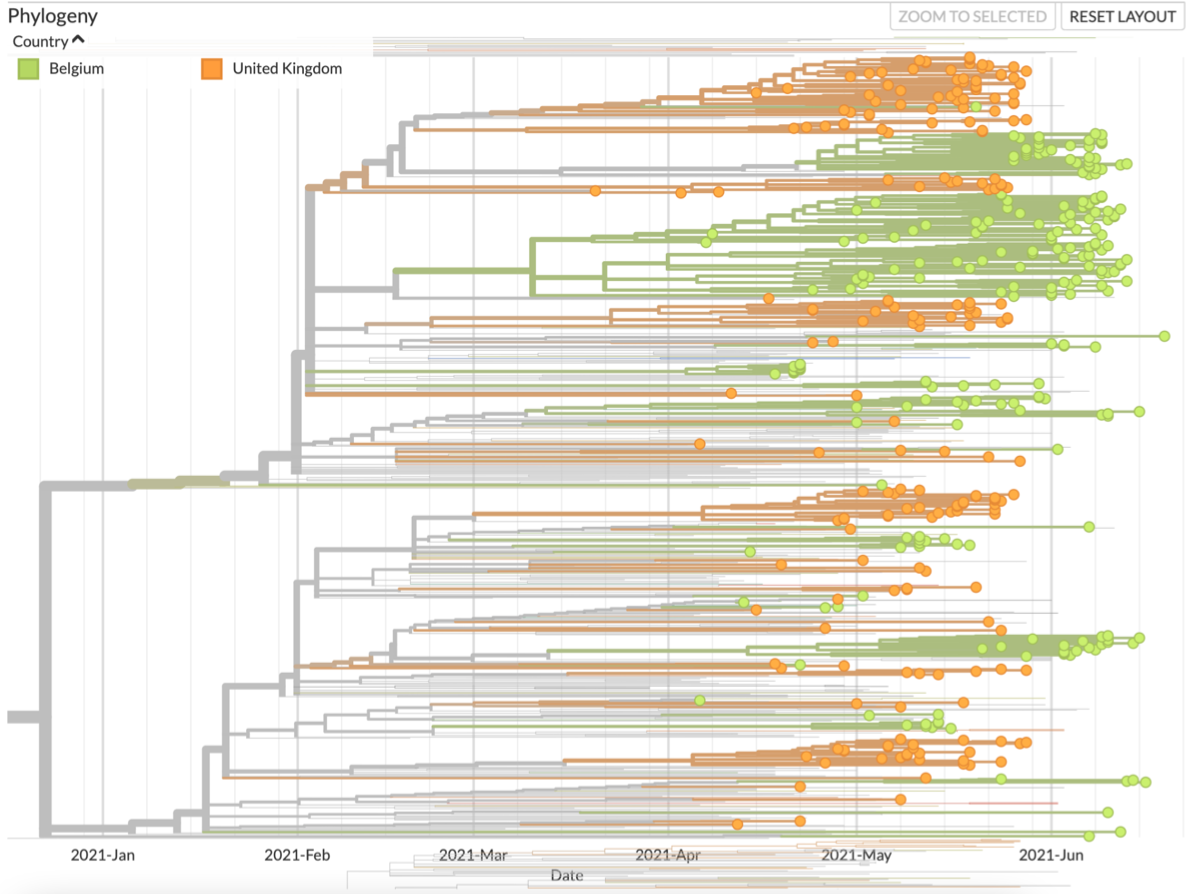 Phylogeny
ZOOM TO SELECTED
RESET LAYOUT
Country
Belgium
United Kingdom
2021-Jan
2021-Feb
2021-Mar
2021-Apr
2021-May
2021-Jun
Date